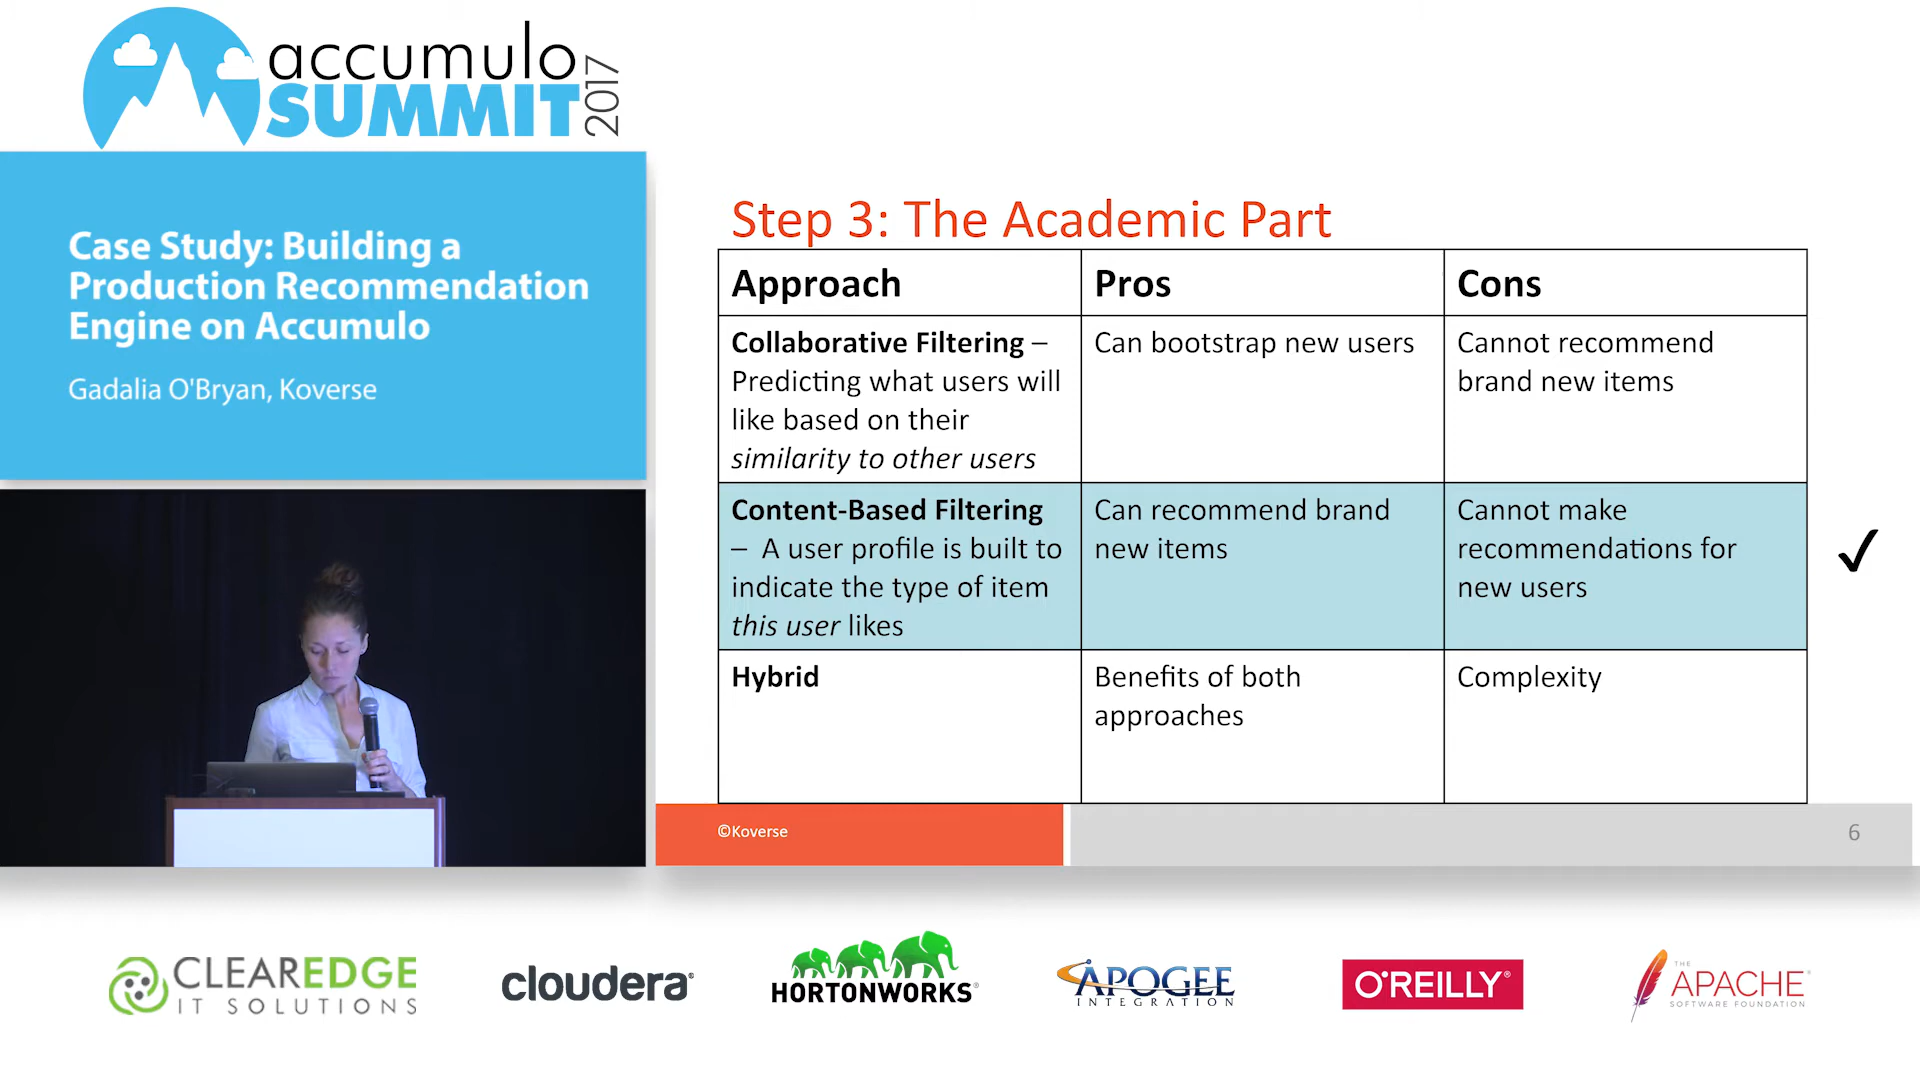 accumulo
SUMMIT
2017
Case Study: Building a
Production Recommendation
Engine on Accumulo
Gadalia O'Bryan, Koverse
Step 3: The Academic Part
Approach
Pros
Cons
Collaborative Filtering –
Predicting what users will
like based on their
similarity to other users
Can bootstrap new users
Cannot recommend
brand new items
Content-Based Filtering
– A user profile is built to
indicate the type of item
this user likes
Can recommend brand
new items
Cannot make
recommendations for
new users
Hybrid
Benefits of both
approaches
Complexity
©Koverse
6
CLEAREDGE
IT SOLUTIONS
cloudera®
HORTONWORKS®
APOGEE
INTEGRATION
O'REILLY®
THE
APACHE®
SOFTWARE FOUNDATION